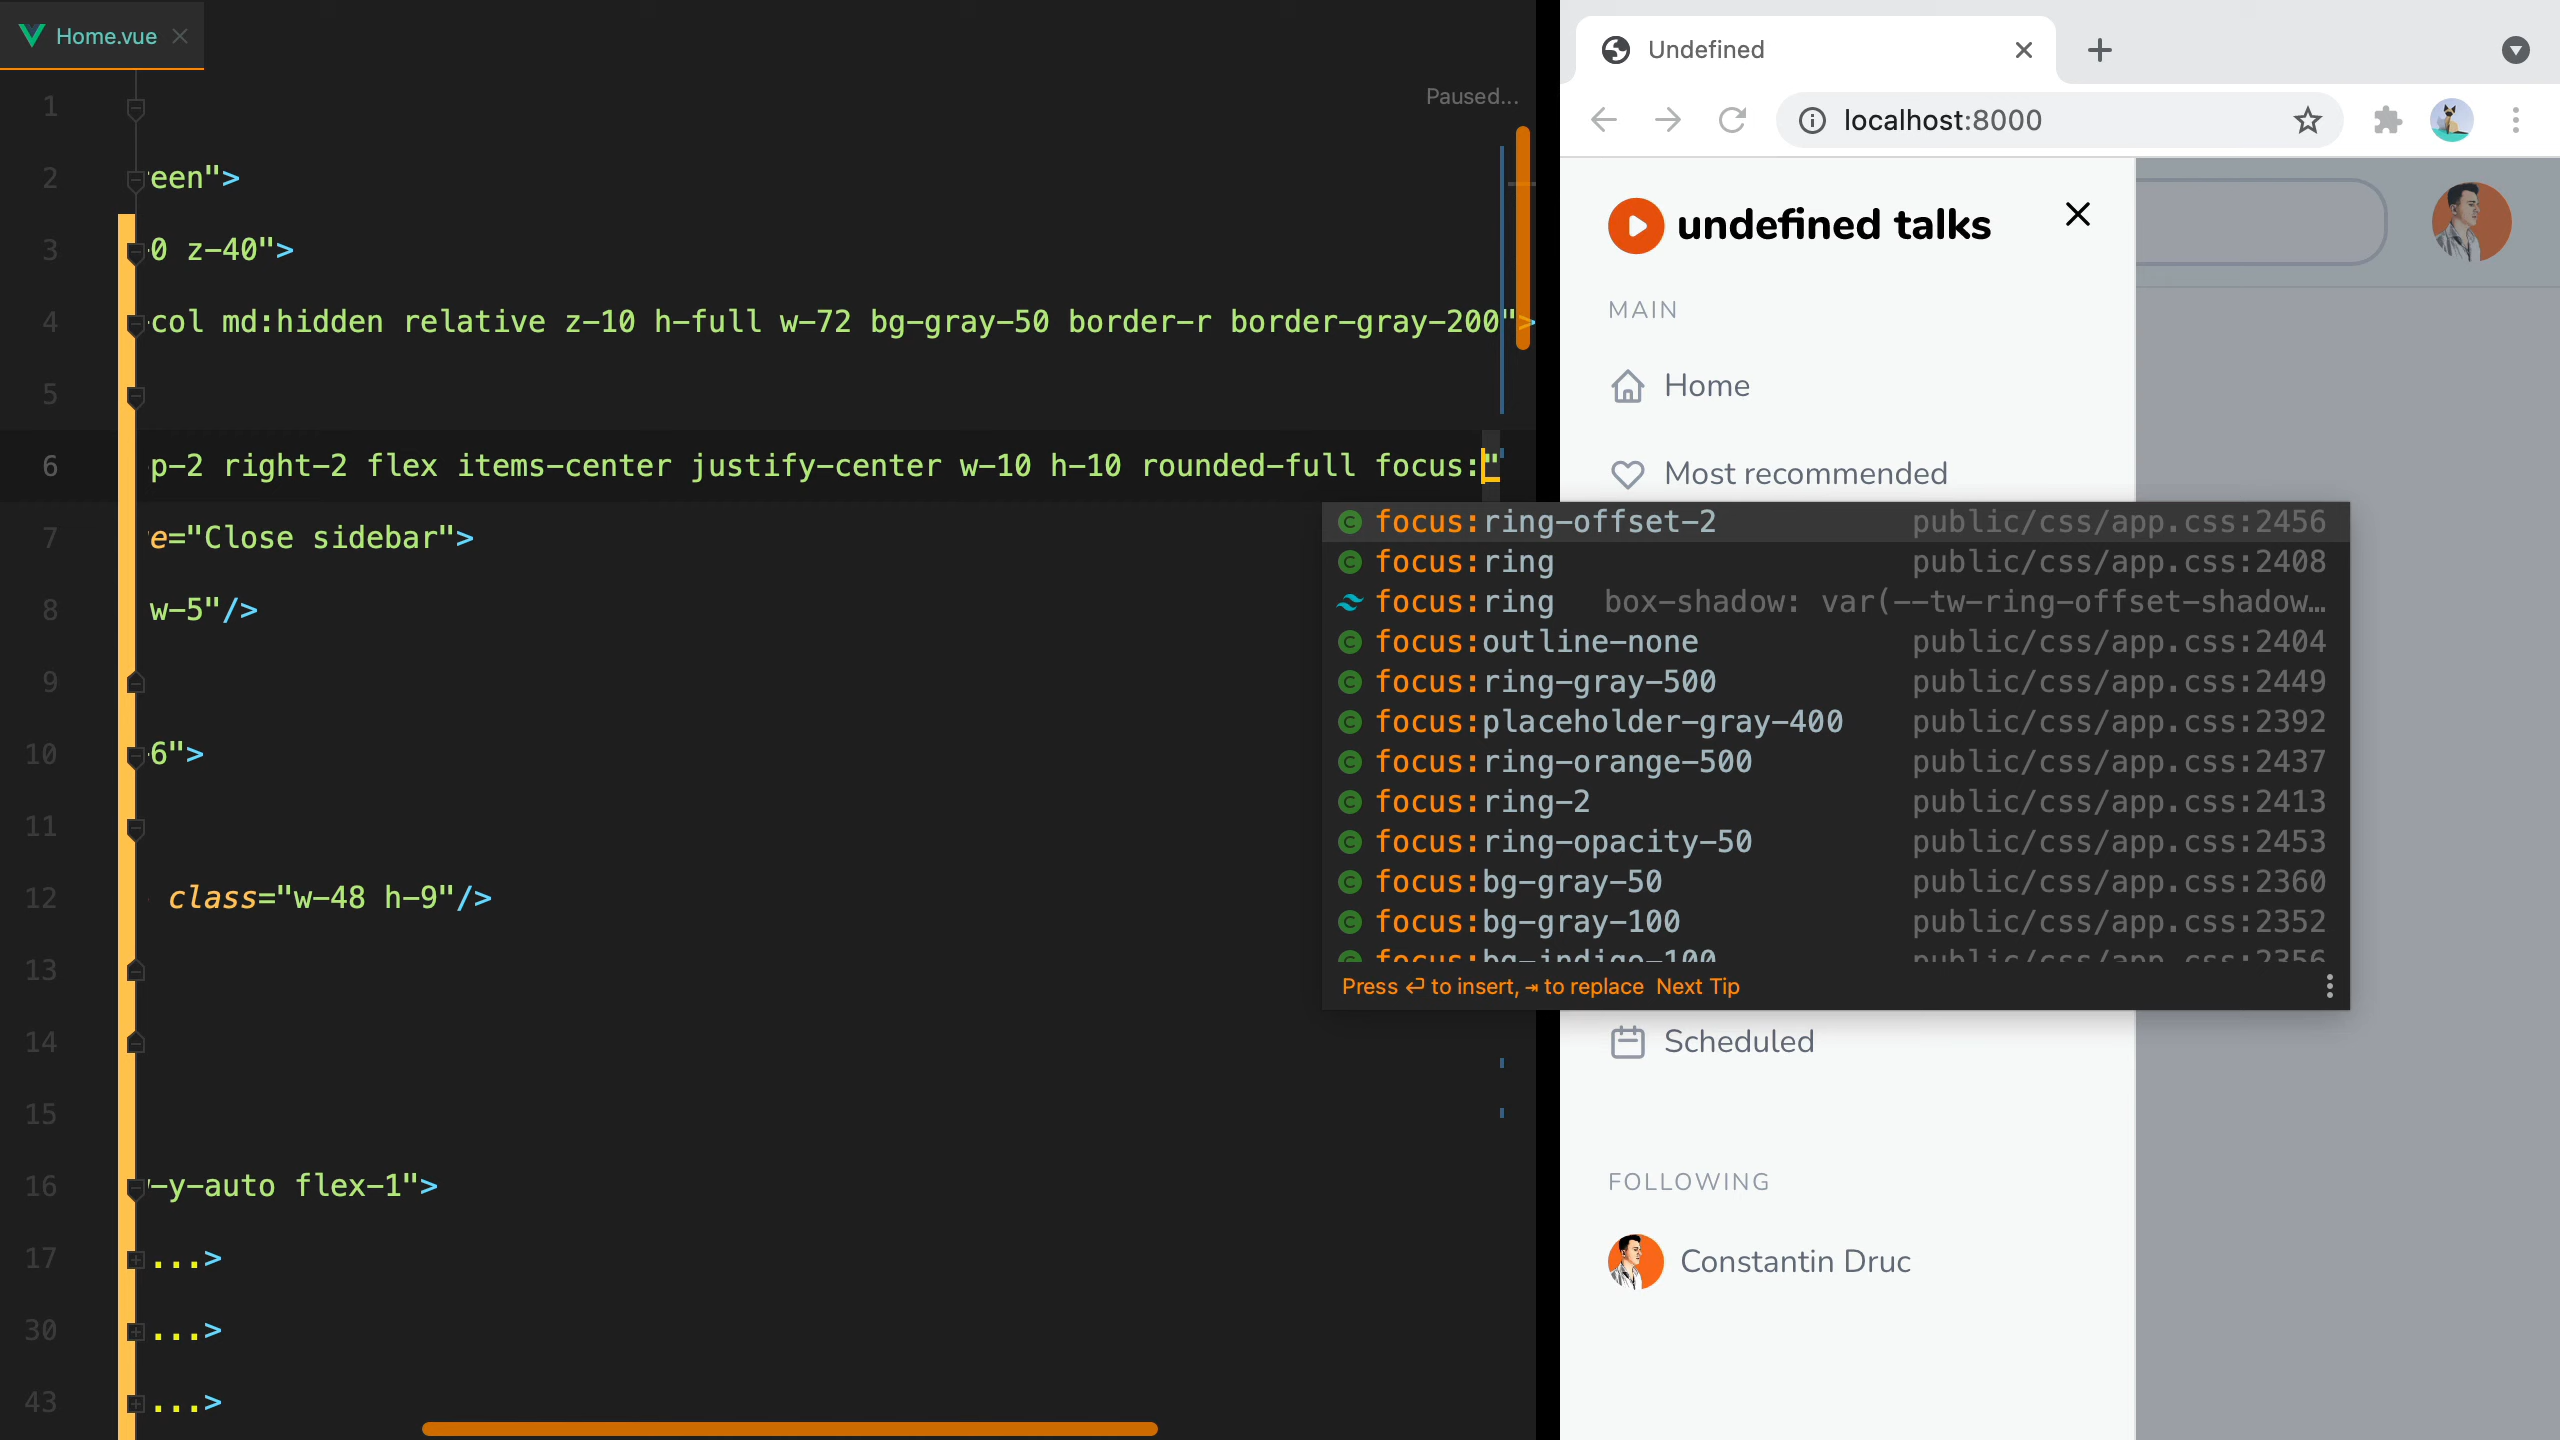 Home.vue
Paused...
1
2 een">
3 0 z-40">
4 col md:hidden relative z-10 h-full w-72 bg-gray-50 border-r border-gray-200">
5
6 p-2 right-2 flex items-center justify-center w-10 h-10 rounded-full focus:"
7 e="Close sidebar">
8 w-5"/>
9
10 6">
11
12 class="w-48 h-9"/>
13
14
15
16 -y-auto flex-1">
17 ...>
30 ...>
43 ...>
focus:ring-offset-2 public/css/app.css:2456
focus:ring public/css/app.css:2408
focus:ring box-shadow: var(--tw-ring-offset-shadow…
focus:outline-none public/css/app.css:2404
focus:ring-gray-500 public/css/app.css:2449
focus:placeholder-gray-400 public/css/app.css:2392
focus:ring-orange-500 public/css/app.css:2437
focus:ring-2 public/css/app.css:2413
focus:ring-opacity-50 public/css/app.css:2453
focus:bg-gray-50 public/css/app.css:2360
focus:bg-gray-100 public/css/app.css:2352
focus:bg-indigo-100 public/css/app.css:2356
Press ⏎ to insert, ⇥ to replace Next Tip
Undefined
localhost:8000
undefined talks
MAIN
Home
Most recommended
Scheduled
FOLLOWING
Constantin Druc